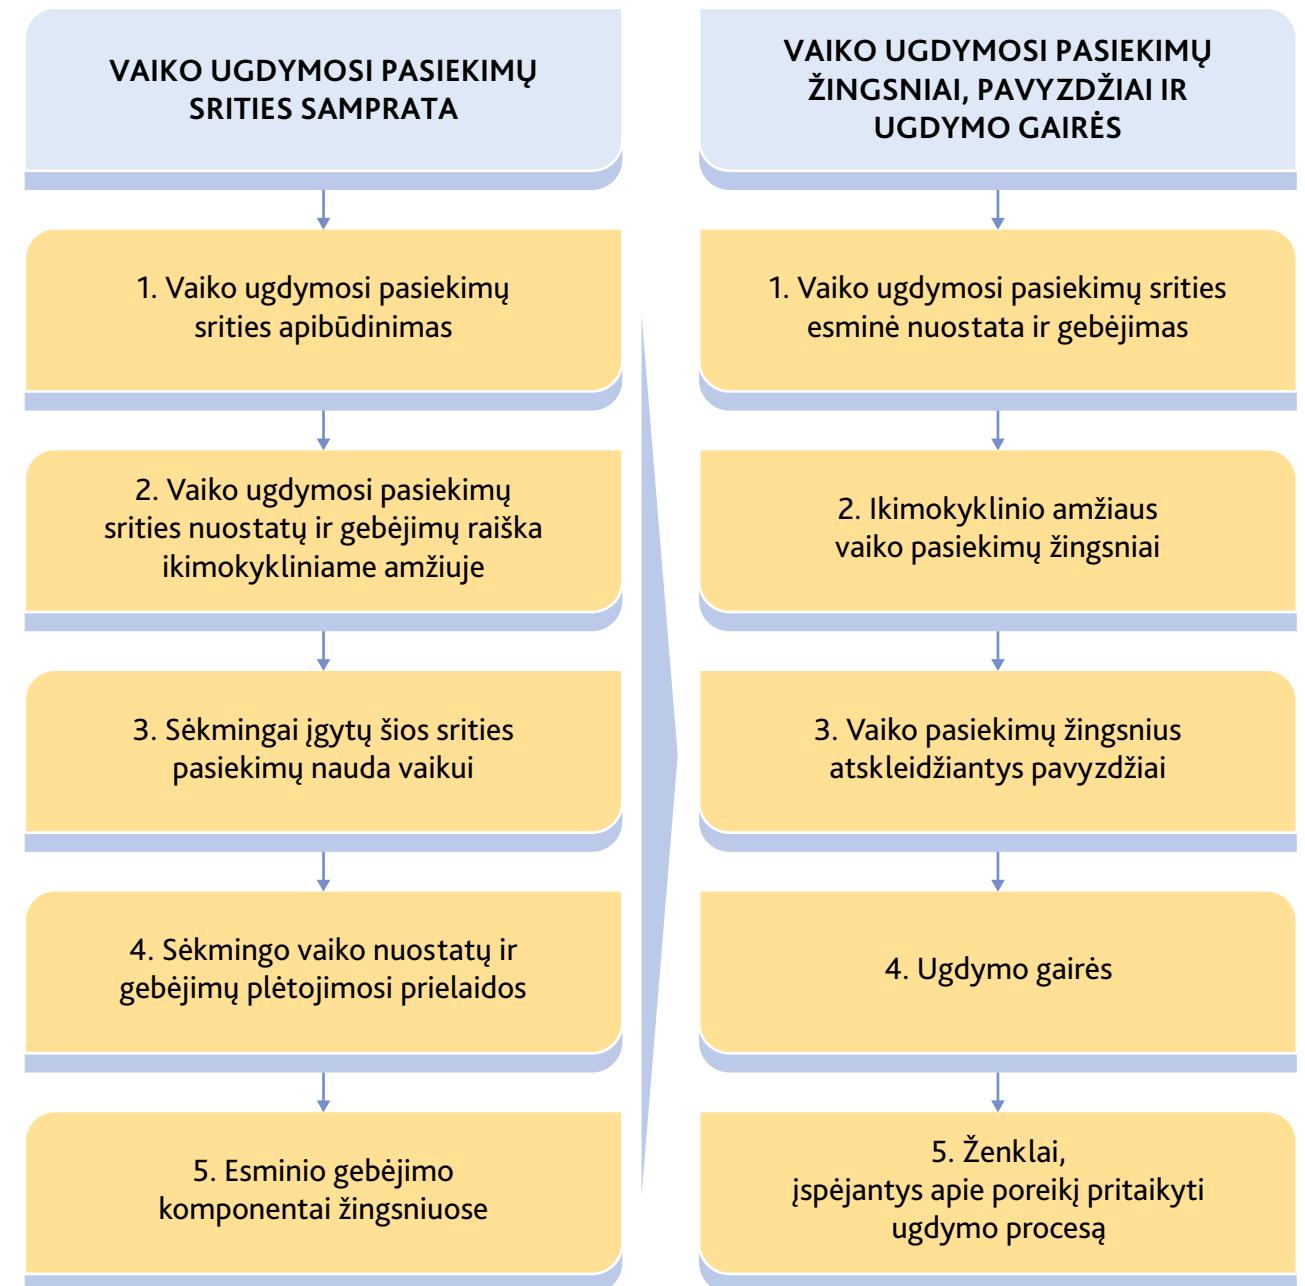 VAIKO UGDYMOSI PASIEKIMŲ
SRITIES SAMPRATA
1. Vaiko ugdymosi pasiekimų
srities apibūdinimas
2. Vaiko ugdymosi pasiekimų
srities nuostatų ir gebėjimų raiška
ikimokykliniame amžiuje
3. Sėkmingai įgytų šios srities
pasiekimų nauda vaikui
4. Sėkmingo vaiko nuostatų ir
gebėjimų plėtojimosi prielaidos
5. Esminio gebėjimo
komponentai žingsniuose
VAIKO UGDYMOSI PASIEKIMŲ
ŽINGSNIAI, PAVYZDŽIAI IR
UGDYMO GAIRĖS
1. Vaiko ugdymosi pasiekimų srities
esminė nuostata ir gebėjimas
2. Ikimokyklinio amžiaus
vaiko pasiekimų žingsniai
3. Vaiko pasiekimų žingsnius
atskleidžiantys pavyzdžiai
4. Ugdymo gairės
5. Ženklai,
įspėjantys apie poreikį pritaikyti
ugdymo procesą